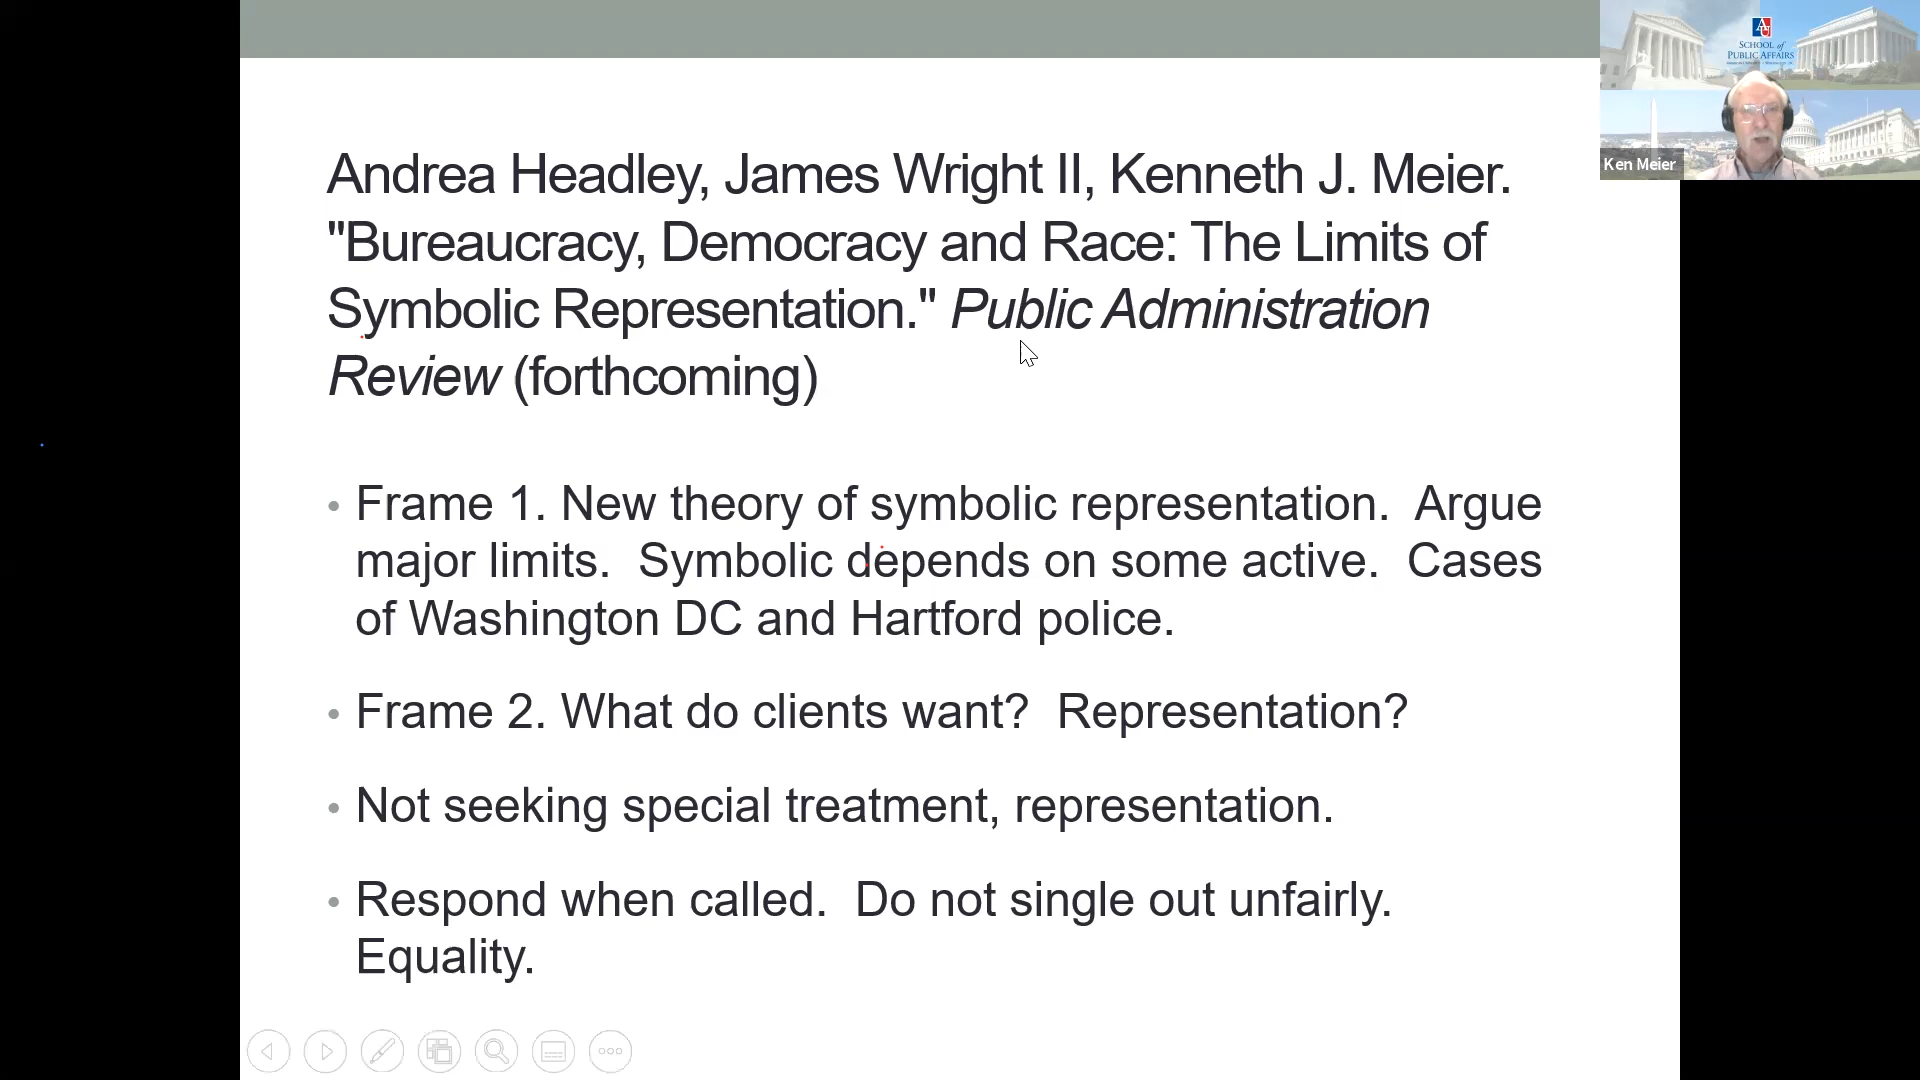 Andrea Headley, James Wright II, Kenneth J. Meier.
"Bureaucracy, Democracy and Race: The Limits of
Symbolic Representation." Public Administration
Review (forthcoming)
• Frame 1. New theory of symbolic representation.  Argue
major limits.  Symbolic depends on some active.  Cases
of Washington DC and Hartford police.
• Frame 2. What do clients want?  Representation?
• Not seeking special treatment, representation.
• Respond when called.  Do not single out unfairly.
Equality.
AU
SCHOOL of
PUBLIC AFFAIRS
Ken Meier